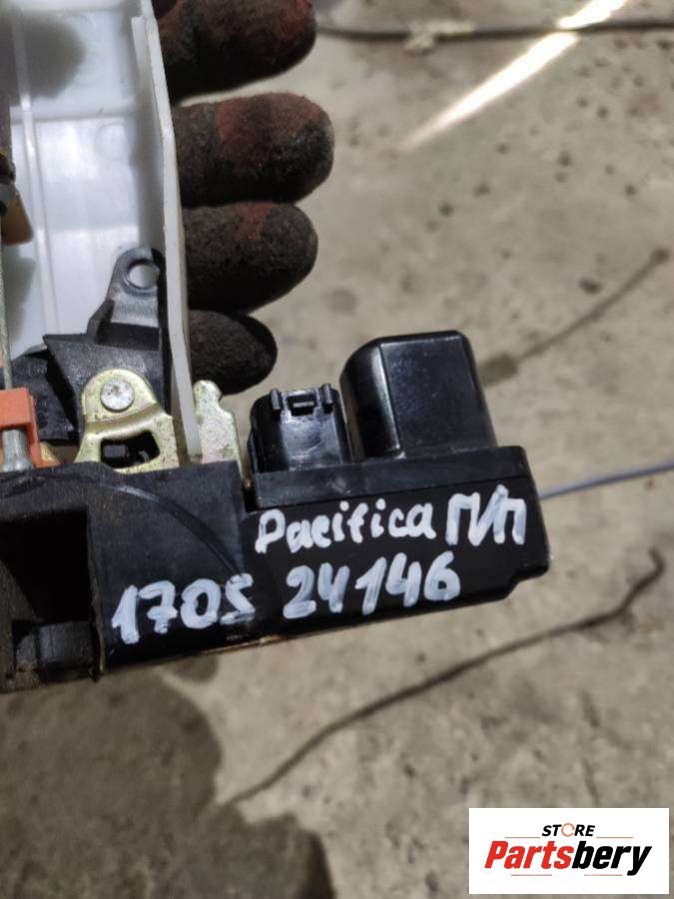 Pacifica П/П
1705 24146
STORE
Partsbery